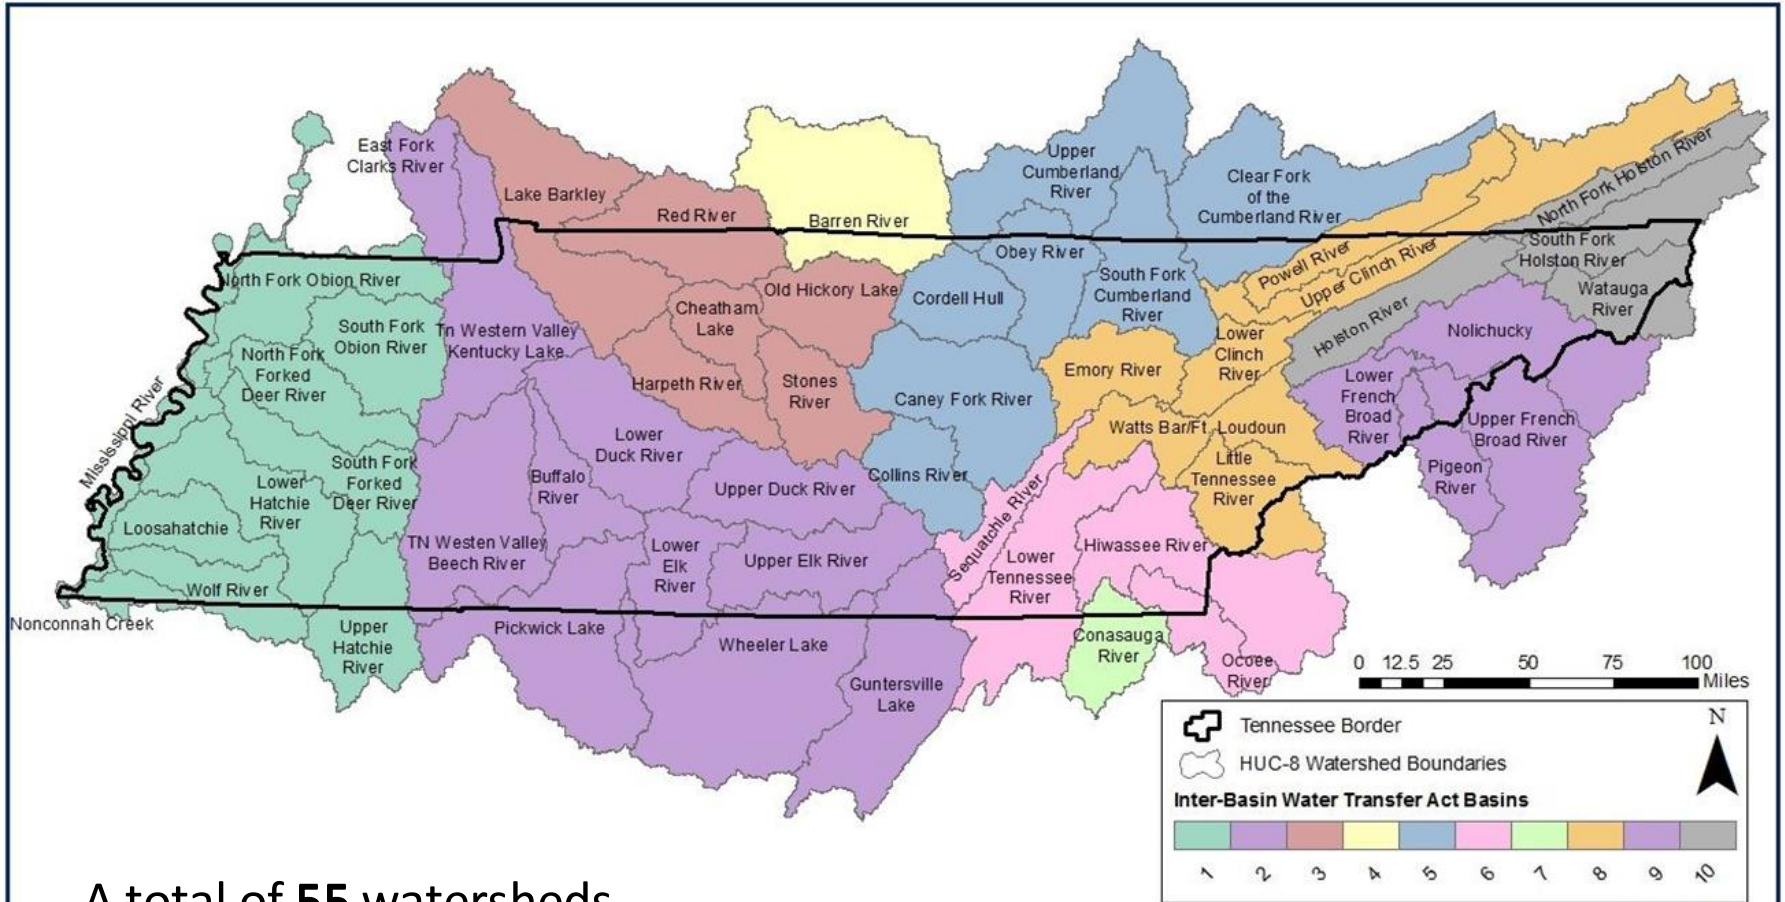 East Fork
Clarks River
Lake Barkley
Red River
Barren River
Upper
Cumberland
River
Clear Fork
of the
Cumberland River
North Fork Holston River
North Fork Obion River
Obey River
South Fork
Holston River
Powell River
Upper Clinch River
Old Hickory Lake
Cordell Hull
South Fork
Cumberland
River
Watauga
River
South Fork
Obion River
Tn Western Valley
Kentucky Lake
Cheatham
Lake
Holston River
Nolichucky
North Fork
Forked
Deer River
Lower
Clinch
River
Mississippi River
Harpeth River
Stones
River
Emory River
Caney Fork River
Lower
French
Broad
River
Watts Bar/Ft. Loudoun
Upper French
Broad River
Lower
Duck River
South Fork
Forked
Deer River
Lower
Hatchie
River
Buffalo
River
Upper Duck River
Collins River
Little
Tennessee
River
Pigeon
River
Loosahatchie
Sequatchie River
TN Westen Valley
Beech River
Lower
Elk
River
Upper Elk River
Lower
Tennessee
River
Hiwassee River
Wolf River
Nonconnah Creek
Upper
Hatchie
River
Pickwick Lake
Wheeler Lake
Conasauga
River
Ocoee
River
Guntersville
Lake
0 12.5 25 50 75 100
Miles
Tennessee Border
N
HUC-8 Watershed Boundaries
Inter-Basin Water Transfer Act Basins
1 2 3 4 5 6 7 8 9 10
A total of 55 watersheds